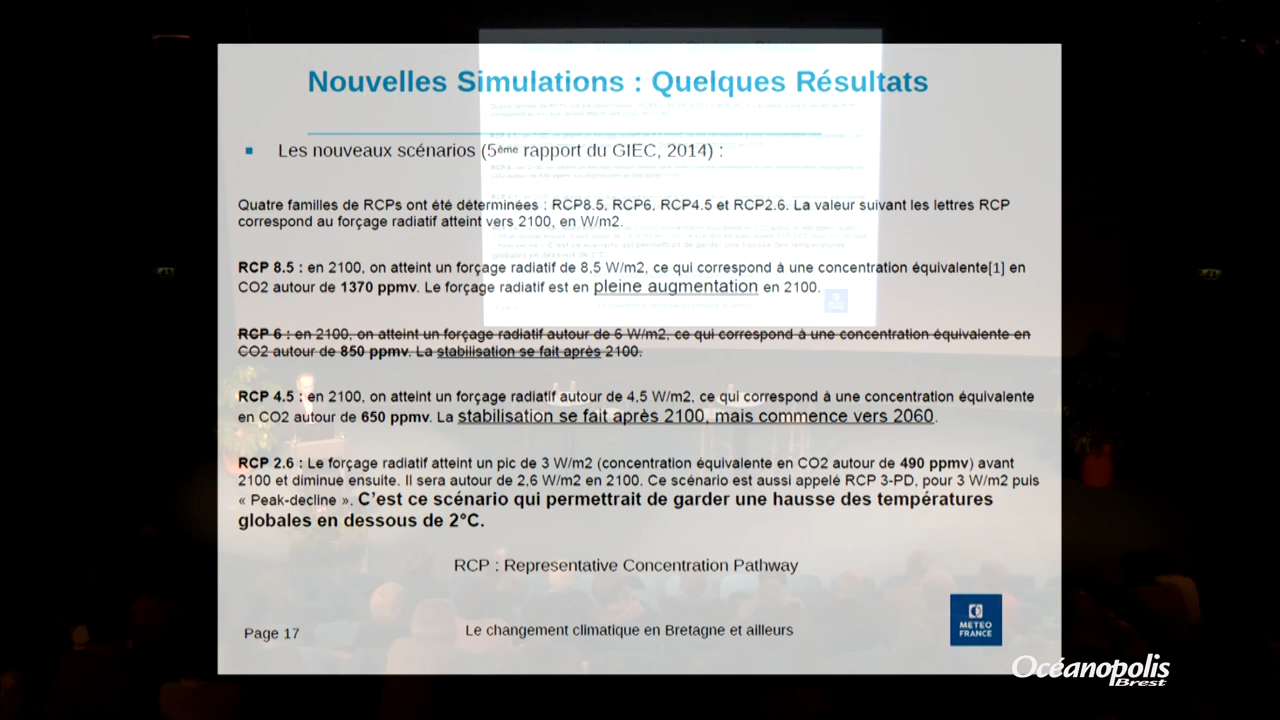 Nouvelles Simulations : Quelques Résultats
▪ Les nouveaux scénarios (5ème rapport du GIEC, 2014) :
Quatre familles de RCPs ont été déterminées : RCP8.5, RCP6, RCP4.5 et RCP2.6. La valeur suivant les lettres RCP
correspond au forçage radiatif atteint vers 2100, en W/m2.
RCP 8.5 : en 2100, on atteint un forçage radiatif de 8,5 W/m2, ce qui correspond à une concentration équivalente[1] en
CO2 autour de 1370 ppmv. Le forçage radiatif est en pleine augmentation en 2100.
RCP 6 : en 2100, on atteint un forçage radiatif autour de 6 W/m2, ce qui correspond à une concentration équivalente en
CO2 autour de 850 ppmv. La stabilisation se fait après 2100.
RCP 4.5 : en 2100, on atteint un forçage radiatif autour de 4,5 W/m2, ce qui correspond à une concentration équivalente
en CO2 autour de 650 ppmv. La stabilisation se fait après 2100, mais commence vers 2060.
RCP 2.6 : Le forçage radiatif atteint un pic de 3 W/m2 (concentration équivalente en CO2 autour de 490 ppmv) avant
2100 et diminue ensuite. Il sera autour de 2,6 W/m2 en 2100. Ce scénario est aussi appelé RCP 3-PD, pour 3 W/m2 puis
« Peak-decline ». C'est ce scénario qui permettrait de garder une hausse des températures
globales en dessous de 2°C.
RCP : Representative Concentration Pathway
Page 17
Le changement climatique en Bretagne et ailleurs
METEO
FRANCE
Océanopolis
Brest